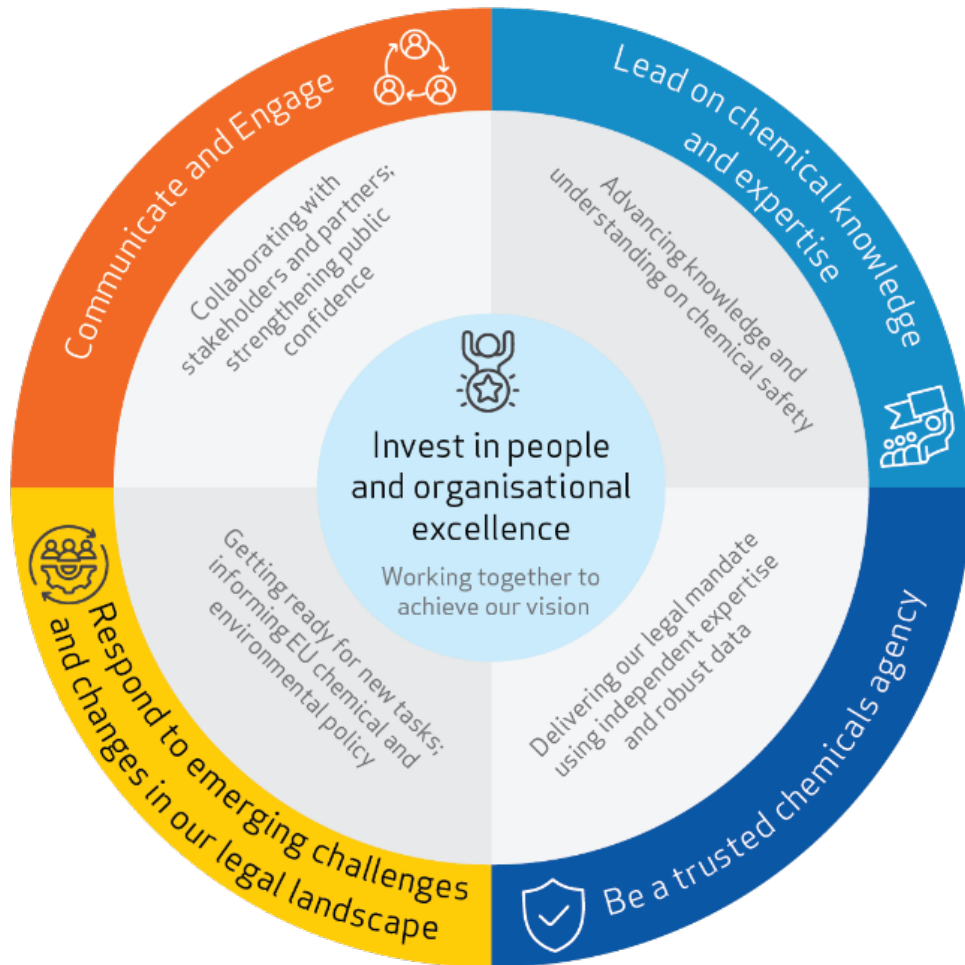 Communicate and Engage
Collaborating with
stakeholders and partners;
strengthening public
confidence
Lead on chemical knowledge
and expertise
Advancing knowledge and
understanding on chemical safety
Invest in people
and organisational
excellence
Working together to
achieve our vision
Respond to emerging challenges
and changes in our legal landscape
Getting ready for new tasks;
informing EU chemical and
environmental policy
Delivering our legal mandate
using independent expertise
and robust data
Be a trusted chemicals agency